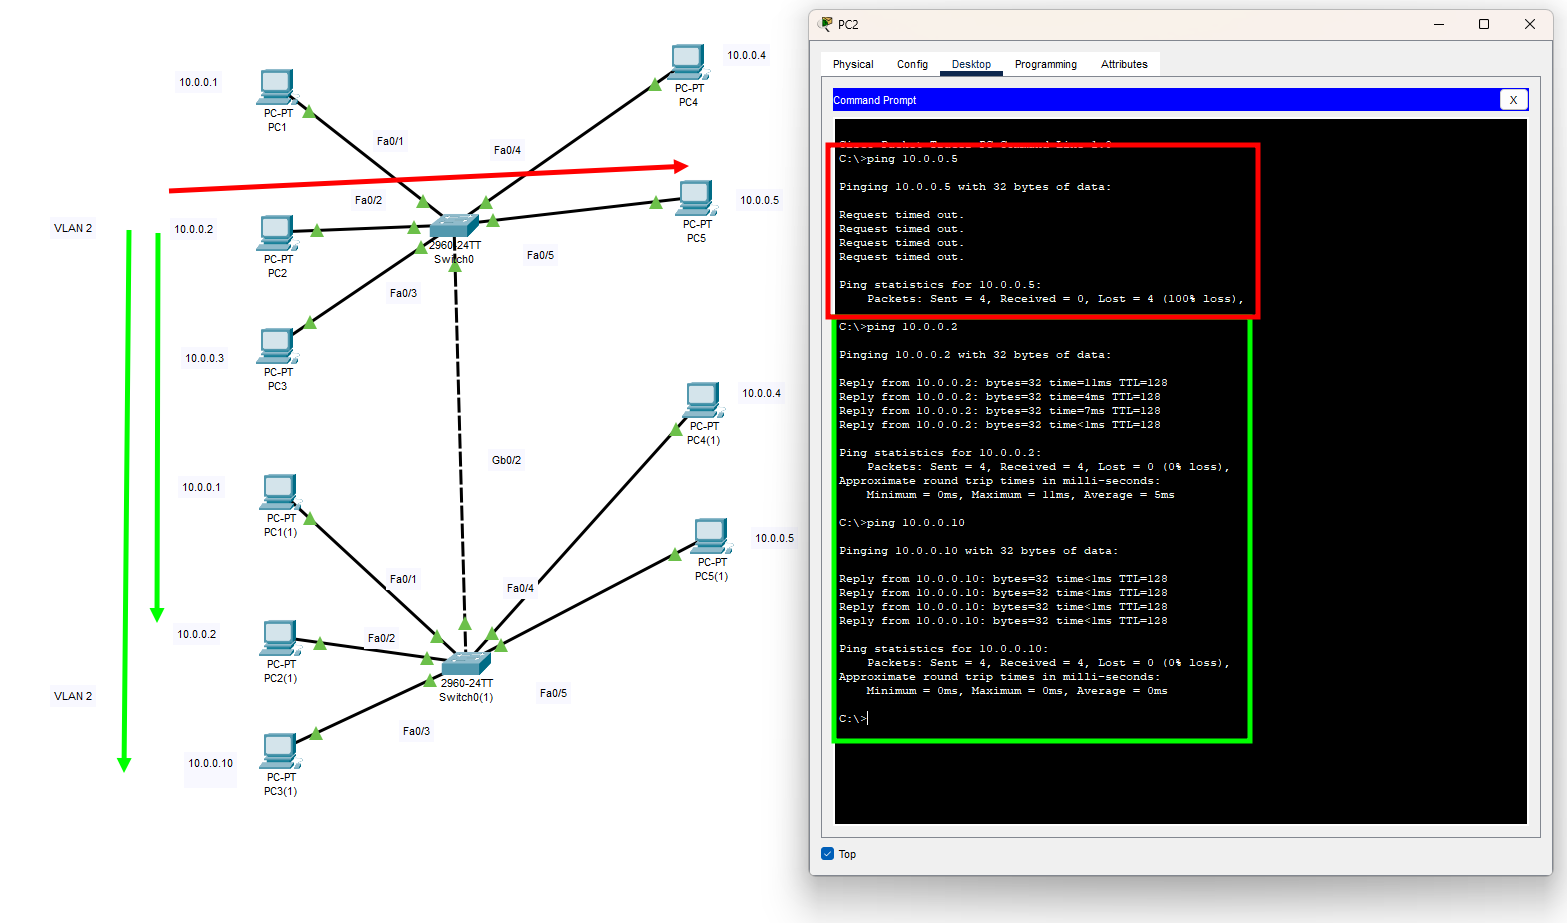 10.0.0.1
PC-PT
PC1
Fa0/1
10.0.0.4
PC-PT
PC4
Fa0/4
VLAN 2
10.0.0.2
PC-PT
PC2
Fa0/2
2960-24TT
Switch0
10.0.0.5
PC-PT
PC5
Fa0/5
Fa0/3
10.0.0.3
PC-PT
PC3
10.0.0.4
PC-PT
PC4(1)
Gb0/2
10.0.0.1
PC-PT
PC1(1)
Fa0/1
10.0.0.5
PC-PT
PC5(1)
Fa0/4
10.0.0.2
PC-PT
PC2(1)
Fa0/2
2960-24TT
Switch0(1)
Fa0/5
VLAN 2
Fa0/3
10.0.0.10
PC-PT
PC3(1)
PC2
Physical Config Desktop Programming Attributes
Command Prompt
X
Cisco Packet Tracer PC Command Line 1.0
C:\>ping 10.0.0.5
Pinging 10.0.0.5 with 32 bytes of data:
Request timed out.
Request timed out.
Request timed out.
Request timed out.
Ping statistics for 10.0.0.5:
Packets: Sent = 4, Received = 0, Lost = 4 (100% loss),
C:\>ping 10.0.0.2
Pinging 10.0.0.2 with 32 bytes of data:
Reply from 10.0.0.2: bytes=32 time=11ms TTL=128
Reply from 10.0.0.2: bytes=32 time=4ms TTL=128
Reply from 10.0.0.2: bytes=32 time=7ms TTL=128
Reply from 10.0.0.2: bytes=32 time<1ms TTL=128
Ping statistics for 10.0.0.2:
Packets: Sent = 4, Received = 4, Lost = 0 (0% loss),
Approximate round trip times in milli-seconds:
Minimum = 0ms, Maximum = 11ms, Average = 5ms
C:\>ping 10.0.0.10
Pinging 10.0.0.10 with 32 bytes of data:
Reply from 10.0.0.10: bytes=32 time<1ms TTL=128
Reply from 10.0.0.10: bytes=32 time<1ms TTL=128
Reply from 10.0.0.10: bytes=32 time<1ms TTL=128
Reply from 10.0.0.10: bytes=32 time<1ms TTL=128
Ping statistics for 10.0.0.10:
Packets: Sent = 4, Received = 4, Lost = 0 (0% loss),
Approximate round trip times in milli-seconds:
Minimum = 0ms, Maximum = 0ms, Average = 0ms
C:\>
Top